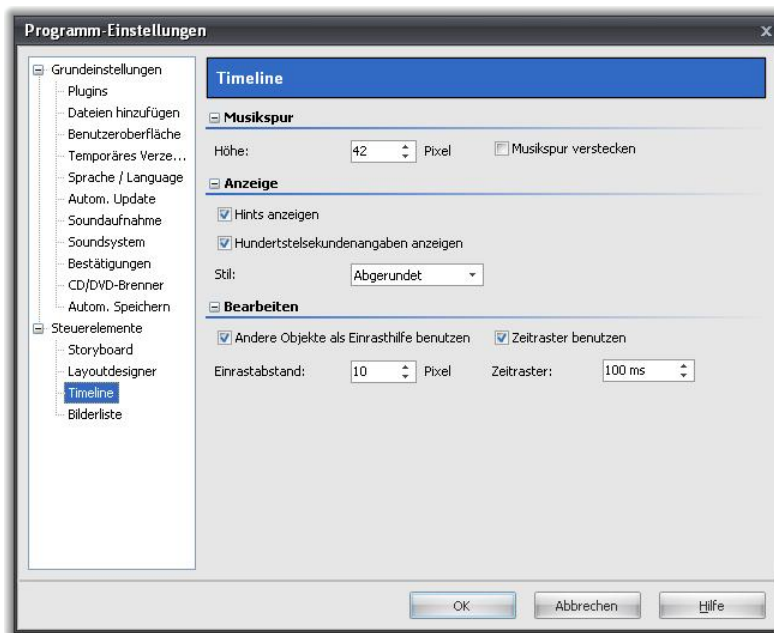 Programm-Einstellungen
x
Grundeinstellungen
Plugins
Dateien hinzufügen
Benutzeroberfläche
Temporäres Verze...
Sprache / Language
Autom. Update
Soundaufnahme
Soundsystem
Bestätigungen
CD/DVD-Brenner
Autom. Speichern
Steuerelemente
Storyboard
Layoutdesigner
Timeline
Bilderliste
Timeline
Musikspur
Höhe: 42 Pixel Musikspur verstecken
Anzeige
Hints anzeigen
Hundertstelsekundenangaben anzeigen
Stil: Abgerundet
Bearbeiten
Andere Objekte als Einrasthilfe benutzen Zeitraster benutzen
Einrastabstand: 10 Pixel Zeitraster: 100 ms
OK Abbrechen Hilfe